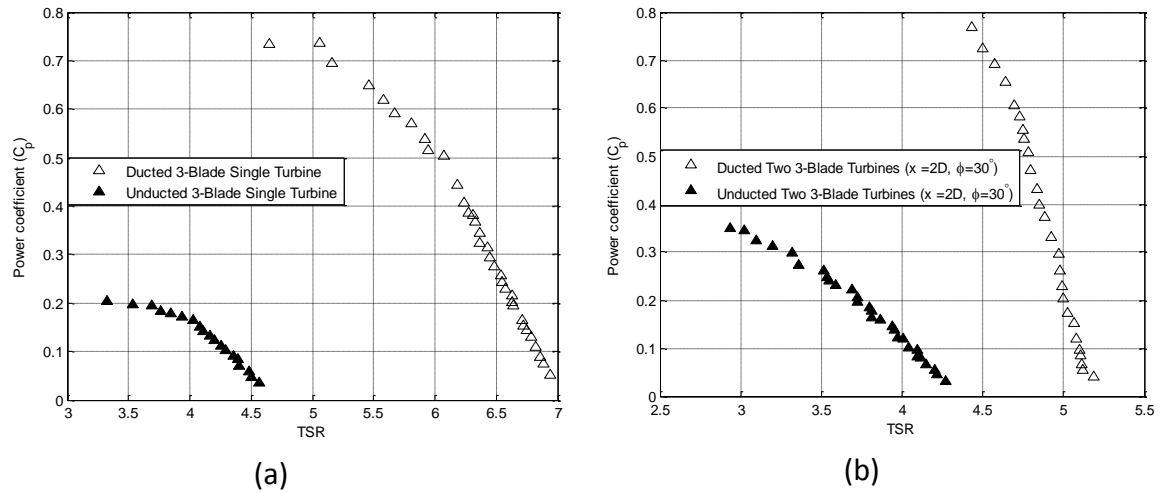 0.8
0.7
0.6
0.5
0.4
0.3
0.2
0.1
0
Power coefficient (Cp)
Ducted 3-Blade Single Turbine
Unducted 3-Blade Single Turbine
3 3.5 4 4.5 5 5.5 6 6.5 7
TSR
(a)
0.8
0.7
0.6
0.5
0.4
0.3
0.2
0.1
0
Power coefficient (Cp)
Ducted Two 3-Blade Turbines (x =2D, ϕ=30°)
Unducted Two 3-Blade Turbines (x =2D, ϕ=30°)
2.5 3 3.5 4 4.5 5 5.5
TSR
(b)